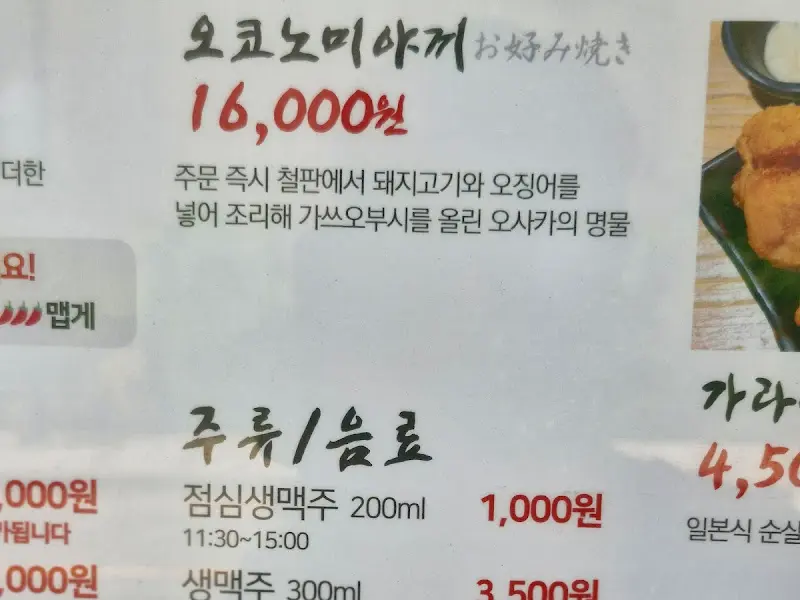 오코노미야끼 お好み焼き
16,000원
주문 즉시 철판에서 돼지고기와 오징어를
넣어 조리해 가쓰오부시를 올린 오사카의 명물
더한
요!
맵게
주류/음료
점심생맥주 200ml 1,000원
11:30~15:00
생맥주 300ml 3,500원
,000원
가됩니다
,000원
가라
4,50
일본식 순살